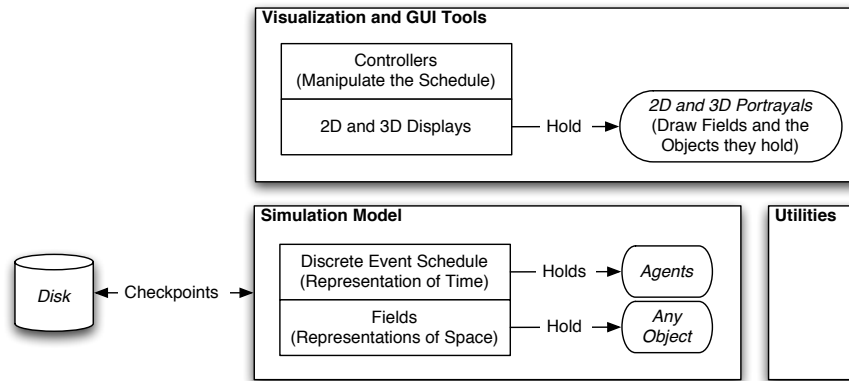 Visualization and GUI Tools
Controllers
(Manipulate the Schedule)
2D and 3D Displays
Hold
2D and 3D Portrayals
(Draw Fields and the
Objects they hold)
Simulation Model
Utilities
Discrete Event Schedule
(Representation of Time)
Holds
Agents
Disk
Checkpoints
Fields
(Representations of Space)
Hold
Any
Object